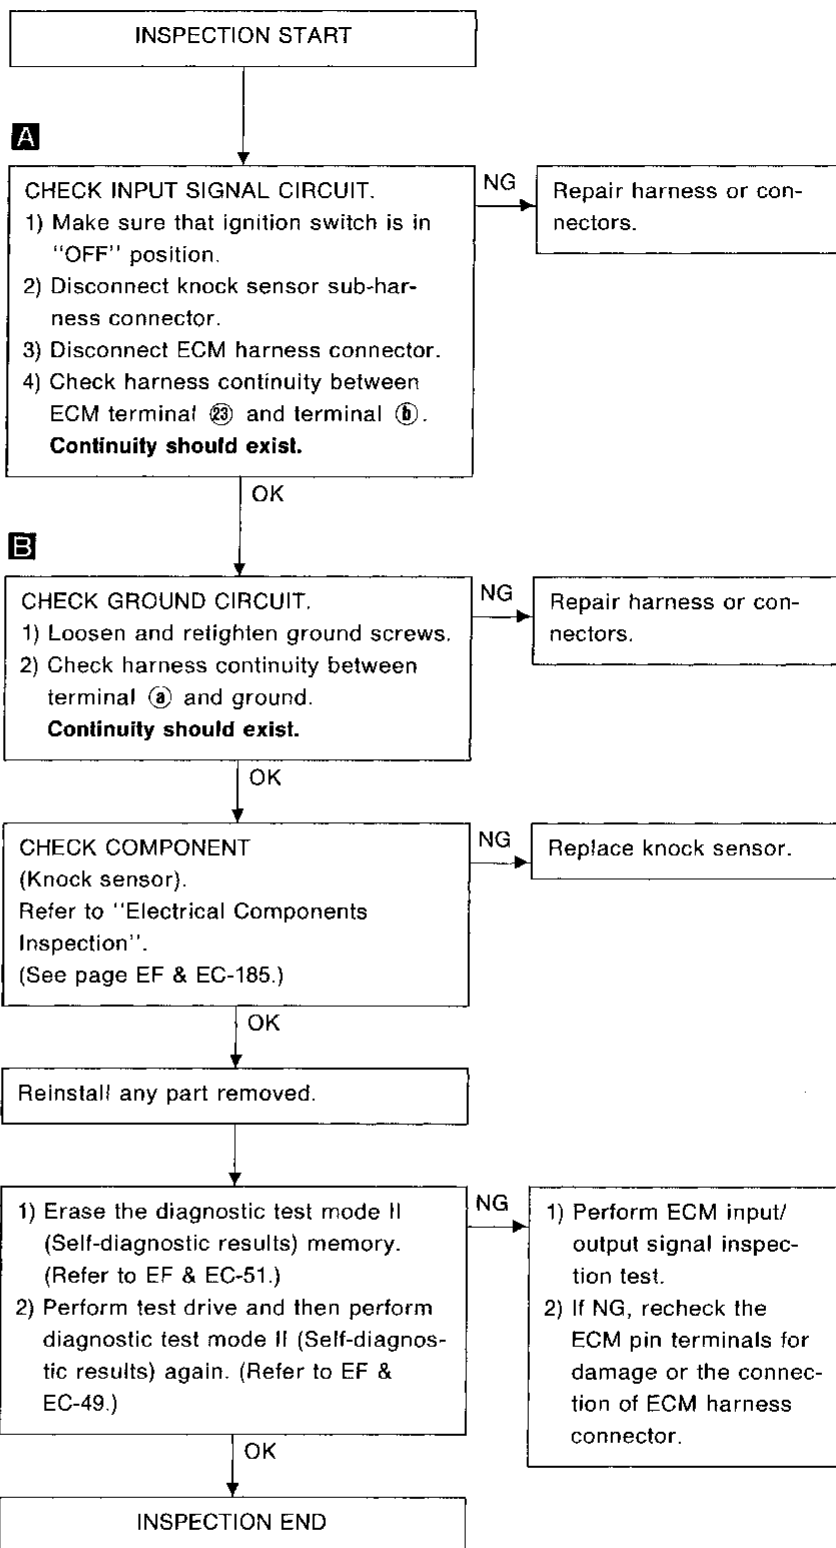 INSPECTION START
A
CHECK INPUT SIGNAL CIRCUIT.
1) Make sure that ignition switch is in
"OFF" position.
2) Disconnect knock sensor sub-har-
ness connector.
3) Disconnect ECM harness connector.
4) Check harness continuity between
ECM terminal ㉓ and terminal ⓑ.
Continuity should exist.
NG
Repair harness or con-
nectors.
OK
B
CHECK GROUND CIRCUIT.
1) Loosen and retighten ground screws.
2) Check harness continuity between
terminal ⓐ and ground.
Continuity should exist.
NG
Repair harness or con-
nectors.
OK
CHECK COMPONENT
(Knock sensor).
Refer to "Electrical Components
Inspection".
(See page EF & EC-185.)
NG
Replace knock sensor.
OK
Reinstall any part removed.
1) Erase the diagnostic test mode II
(Self-diagnostic results) memory.
(Refer to EF & EC-51.)
2) Perform test drive and then perform
diagnostic test mode II (Self-diagnos-
tic results) again. (Refer to EF &
EC-49.)
NG
1) Perform ECM input/
output signal inspec-
tion test.
2) If NG, recheck the
ECM pin terminals for
damage or the connec-
tion of ECM harness
connector.
OK
INSPECTION END